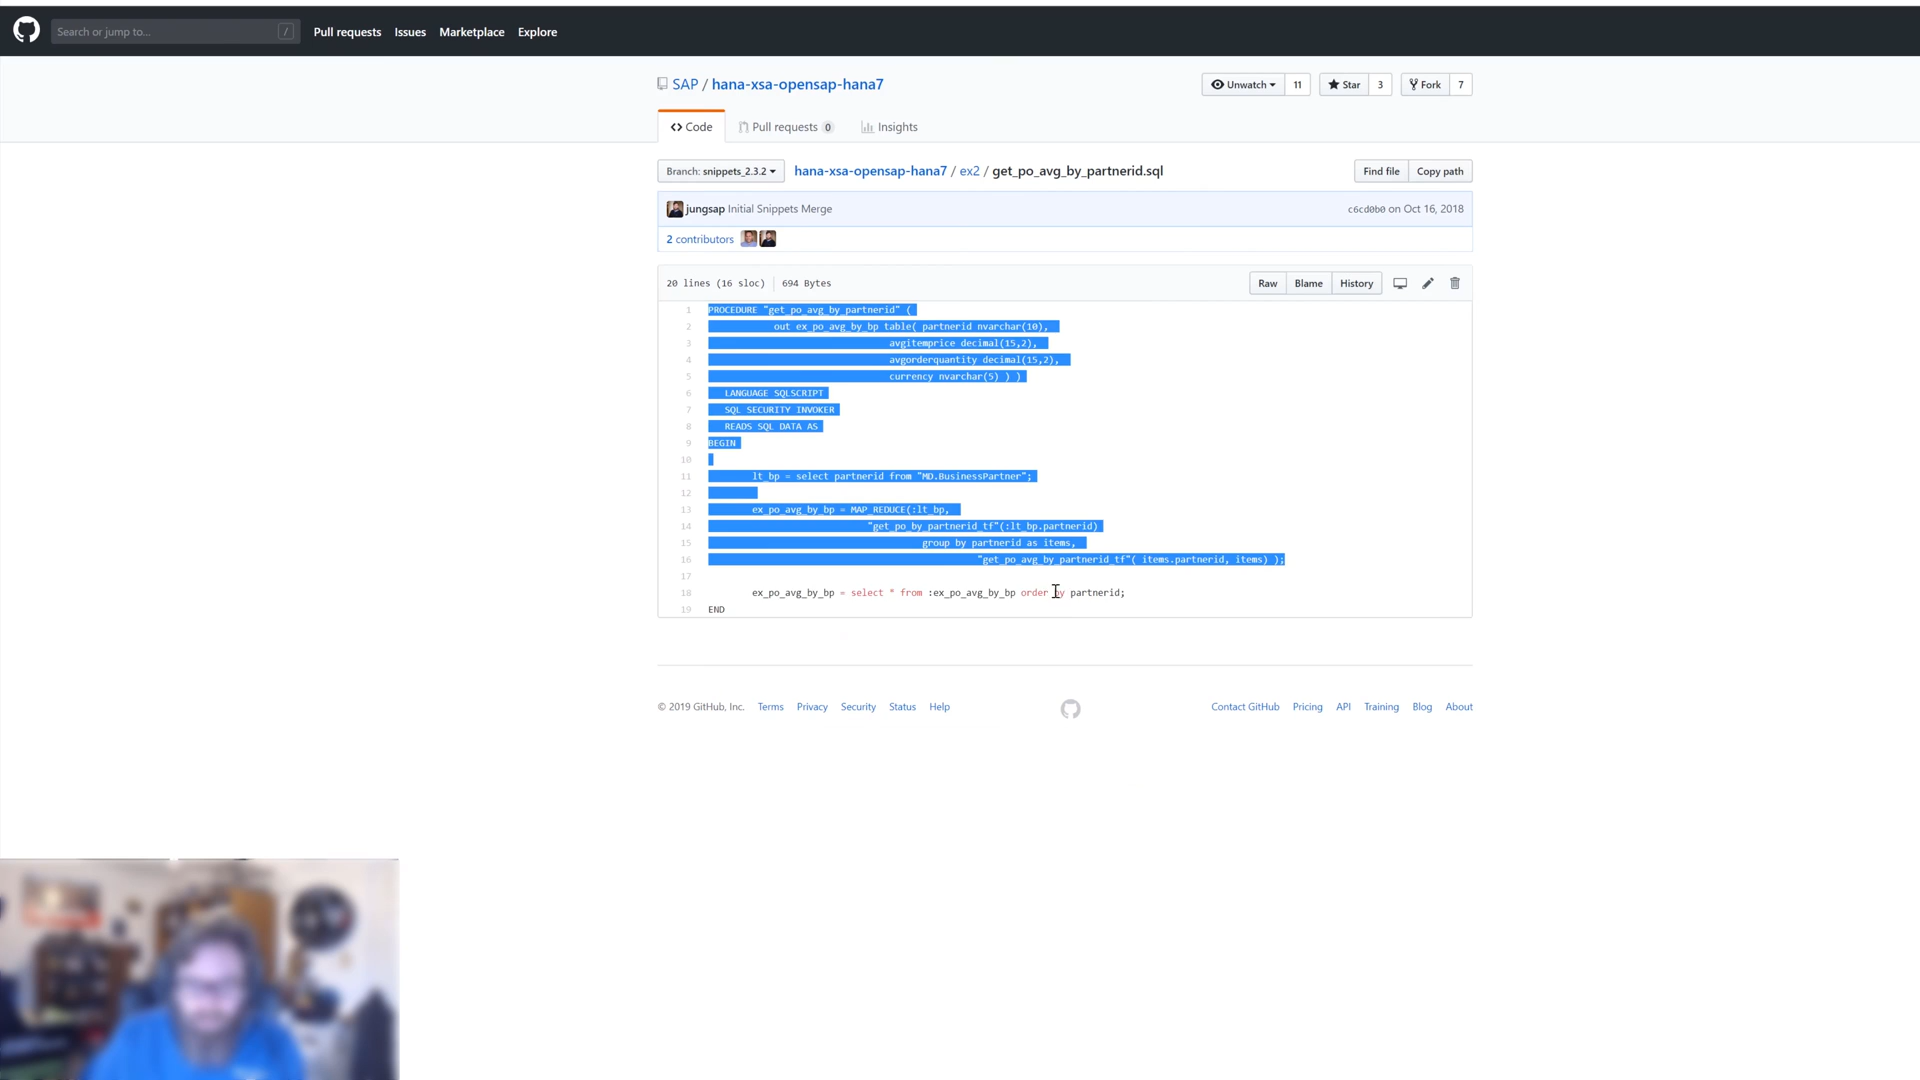 Search or jump to...
/
Pull requests
Issues
Marketplace
Explore
SAP / hana-xsa-opensap-hana7
Unwatch
11
Star
3
Fork
7
Code
Pull requests 0
Insights
Branch: snippets_2.3.2
hana-xsa-opensap-hana7 / ex2 / get_po_avg_by_partnerid.sql
Find file
Copy path
jungsap Initial Snippets Merge
c6cd0b0 on Oct 16, 2018
2 contributors
20 lines (16 sloc)
694 Bytes
Raw
Blame
History
1 PROCEDURE "get_po_avg_by_partnerid" (
2 out ex_po_avg_by_bp table( partnerid nvarchar(10),
3 avgitemprice decimal(15,2),
4 avgorderquantity decimal(15,2),
5 currency nvarchar(5) ) )
6 LANGUAGE SQLSCRIPT
7 SQL SECURITY INVOKER
8 READS SQL DATA AS
9 BEGIN
10
11 lt_bp = select partnerid from "MD.BusinessPartner";
12
13 ex_po_avg_by_bp = MAP_REDUCE(:lt_bp,
14 "get_po_by_partnerid_tf"(:lt_bp.partnerid)
15 group by partnerid as items,
16 "get_po_avg_by_partnerid_tf"( items.partnerid, items) );
17
18 ex_po_avg_by_bp = select * from :ex_po_avg_by_bp order by partnerid;
19 END
© 2019 GitHub, Inc.
Terms
Privacy
Security
Status
Help
Contact GitHub
Pricing
API
Training
Blog
About